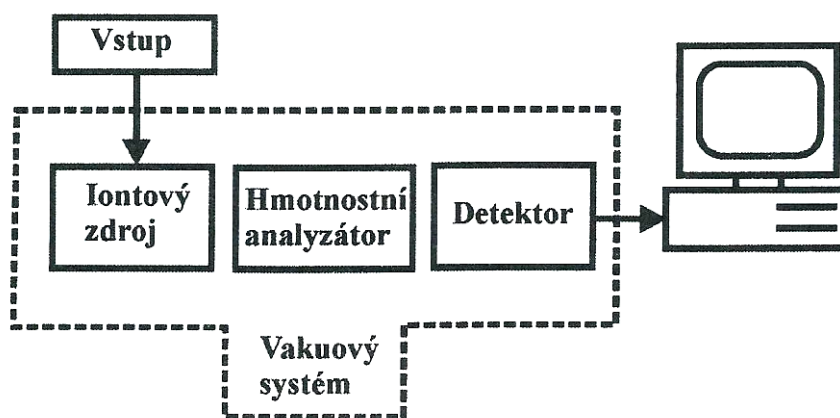 Vstup
Iontový
zdroj
Hmotnostní
analyzátor
Detektor
Vakuový
systém